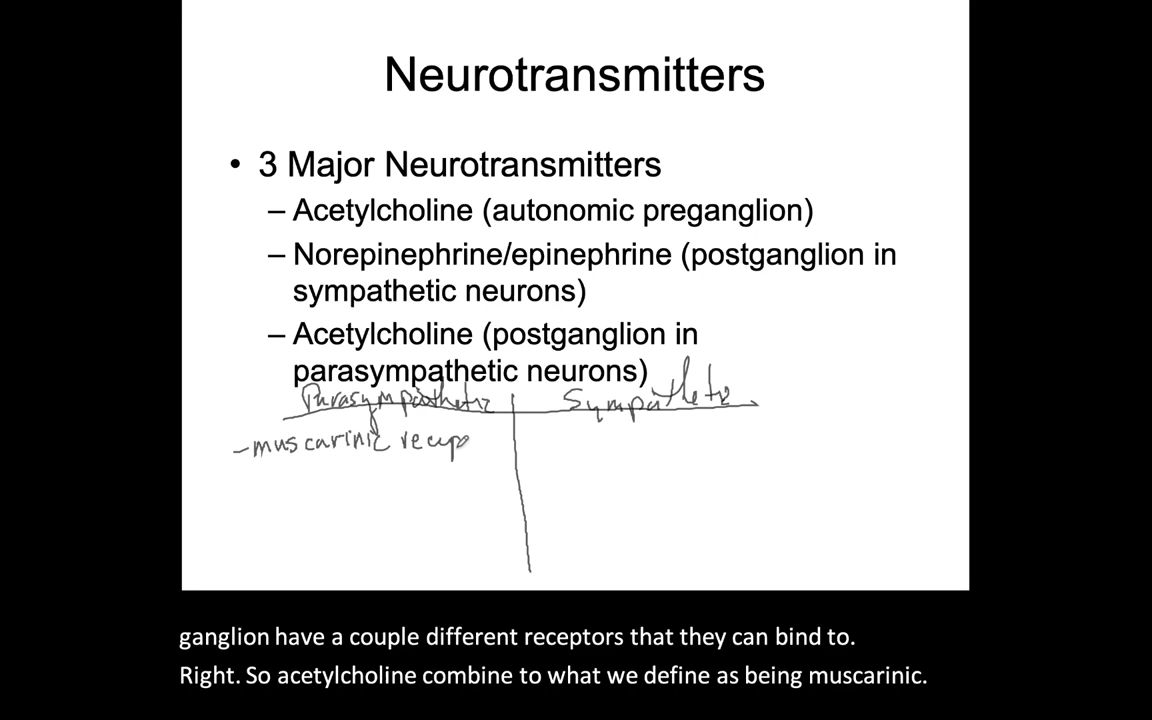 Neurotransmitters
• 3 Major Neurotransmitters
– Acetylcholine (autonomic preganglion)
– Norepinephrine/epinephrine (postganglion in
sympathetic neurons)
– Acetylcholine (postganglion in
parasympathetic neurons)
Parasympathetic Sympathetic
- muscarinic recep
ganglion have a couple different receptors that they can bind to.
Right. So acetylcholine combine to what we define as being muscarinic.